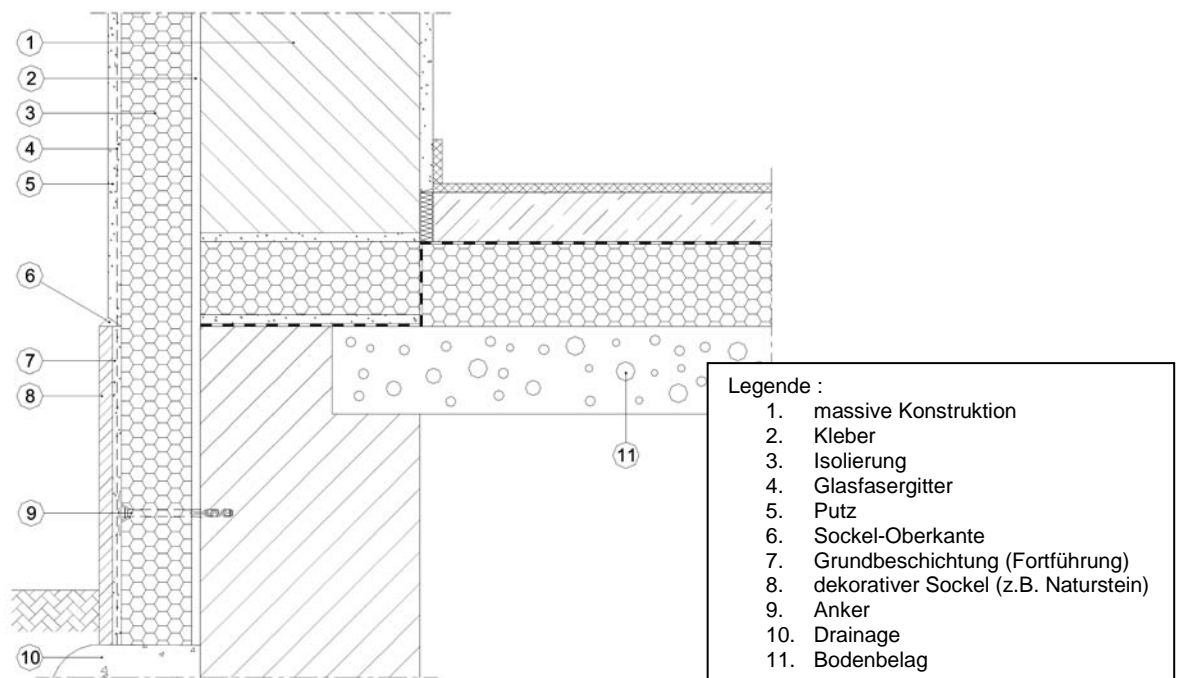 1
2
3
4
5
6
7
8
9
10
11
Legende :
1. massive Konstruktion
2. Kleber
3. Isolierung
4. Glasfasergitter
5. Putz
6. Sockel-Oberkante
7. Grundbeschichtung (Fortführung)
8. dekorativer Sockel (z.B. Naturstein)
9. Anker
10. Drainage
11. Bodenbelag